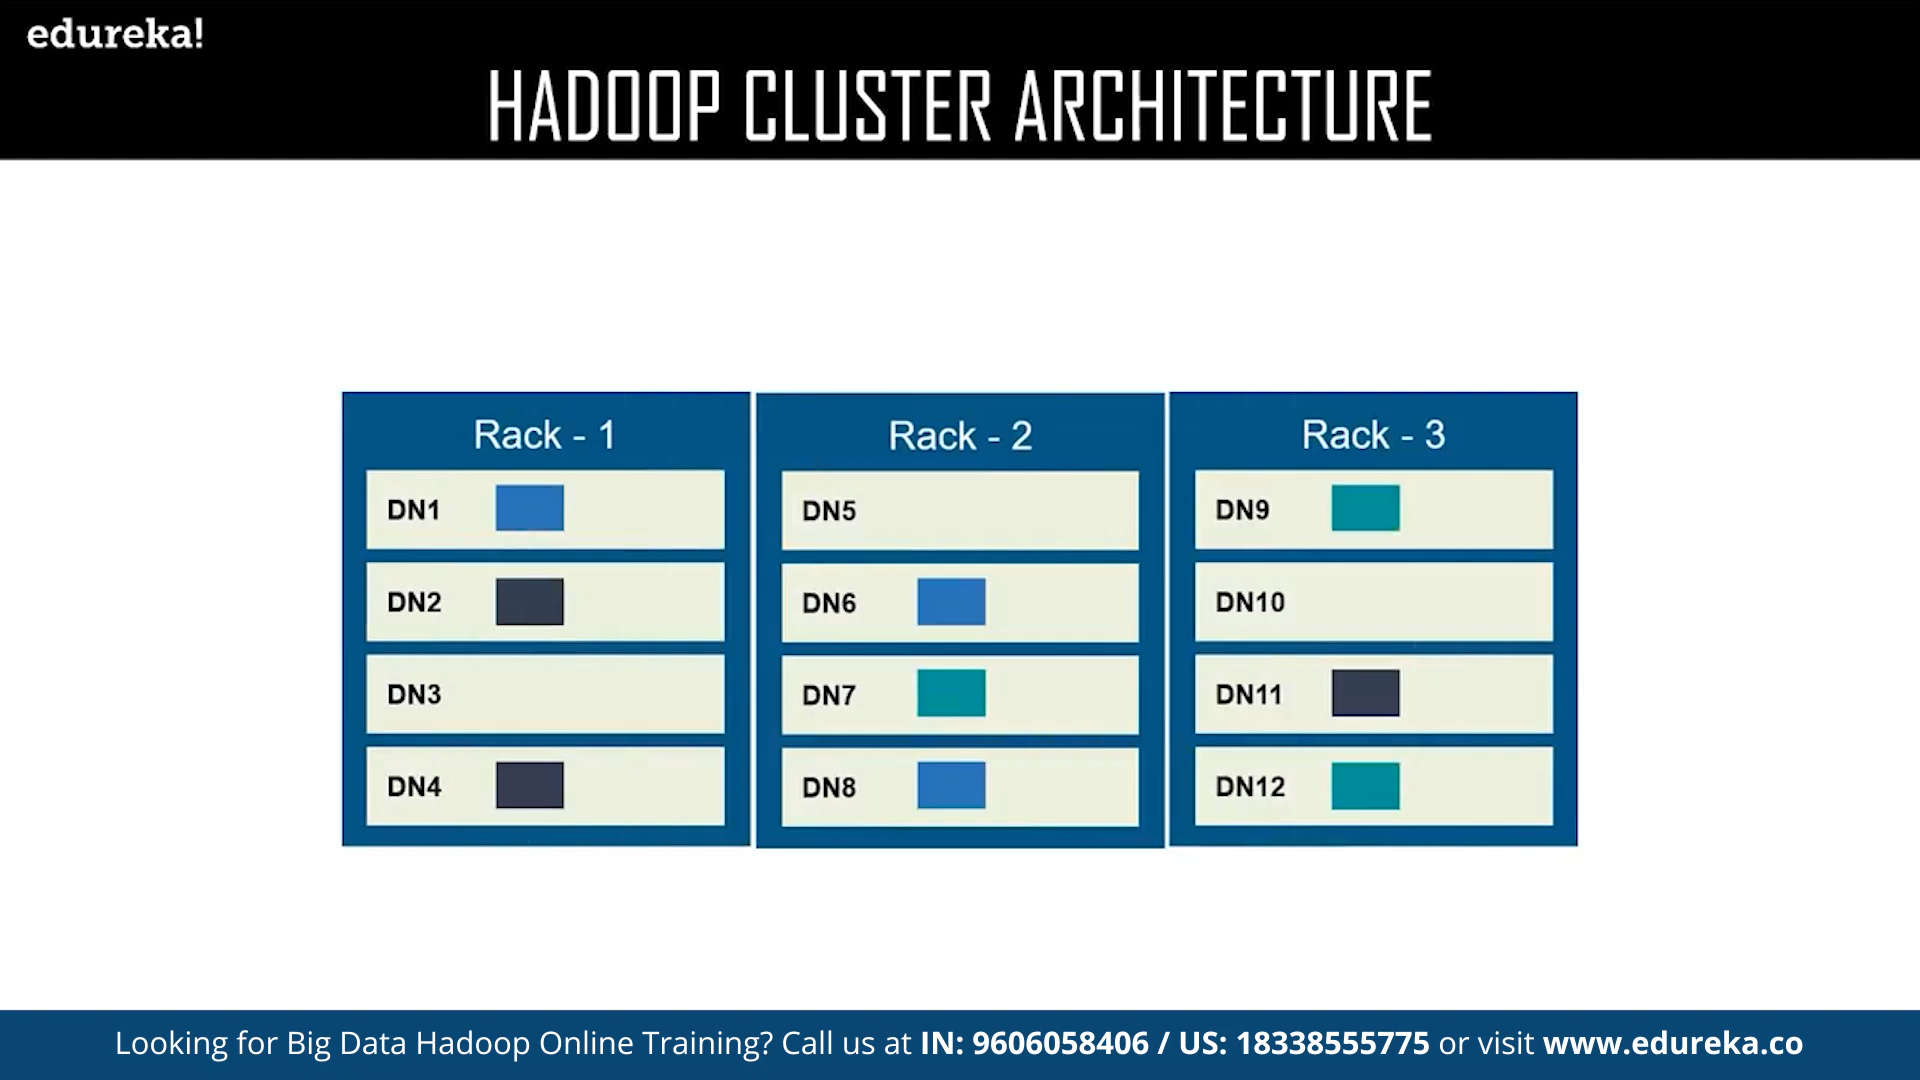 edureka!
HADOOP CLUSTER ARCHITECTURE
Rack - 1
DN1
DN2
DN3
DN4
Rack - 2
DN5
DN6
DN7
DN8
Rack - 3
DN9
DN10
DN11
DN12
Looking for Big Data Hadoop Online Training? Call us at IN: 9606058406 / US: 18338555775 or visit www.edureka.co